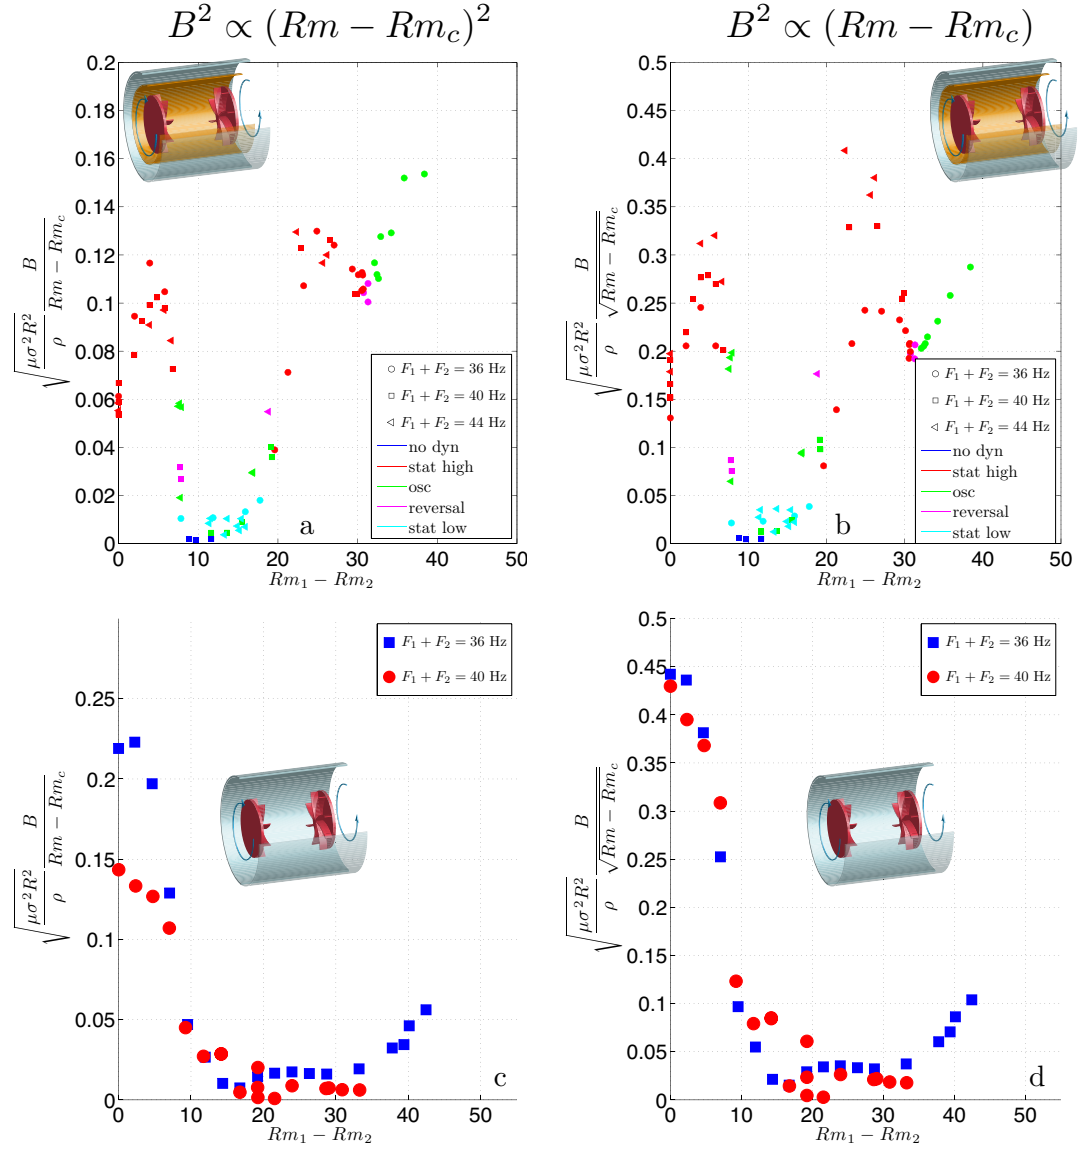 B² ∝ (Rm − Rm_c)²
B² ∝ (Rm − Rm_c)
0.2
0.18
0.16
0.14
0.12
0.1
0.08
0.06
0.04
0.02
0
√(μσ²R²/ρ) B/(Rm − Rm_c)
F₁ + F₂ = 36 Hz
F₁ + F₂ = 40 Hz
F₁ + F₂ = 44 Hz
no dyn
stat high
osc
reversal
stat low
a
0 10 20 30 40 50
Rm₁ − Rm₂
0.5
0.45
0.4
0.35
0.3
0.25
0.2
0.15
0.1
0.05
0
√(μσ²R²/ρ) B/√(Rm − Rm_c)
F₁ + F₂ = 36 Hz
F₁ + F₂ = 40 Hz
F₁ + F₂ = 44 Hz
no dyn
stat high
osc
reversal
stat low
b
0 10 20 30 40 50
Rm₁ − Rm₂
0.25
0.2
0.15
0.1
0.05
0
√(μσ²R²/ρ) B/(Rm − Rm_c)
F₁ + F₂ = 36 Hz
F₁ + F₂ = 40 Hz
c
0 10 20 30 40 50
Rm₁ − Rm₂
0.5
0.45
0.4
0.35
0.3
0.25
0.2
0.15
0.1
0.05
0
√(μσ²R²/ρ) B/√(Rm − Rm_c)
F₁ + F₂ = 36 Hz
F₁ + F₂ = 40 Hz
d
0 10 20 30 40 50
Rm₁ − Rm₂